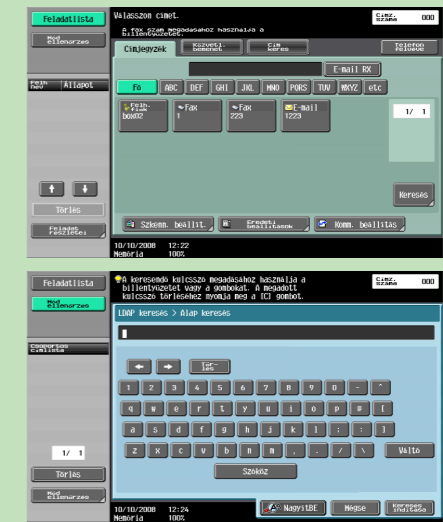 Feladatlista
Válasszon címet.
A fax szám megadásához használja a
billentyűzetet.
Címz.
száma
000
Mód
ellenőrzés
Címjegyzék
Közvetl.
bemenet
Cím
keres
Telefon
felvéve
E-mail RX
Felh
név
Állapot
Fő
ABC
DEF
GHI
JKL
MNO
PQRS
TUV
WXYZ
etc
Felh.
fiók
box02
Fax
1
Fax
223
E-mail
1223
1/ 1
Keresés
Törlés
Feladat
részletei
Szkenn. beállít.
Eredeti
beállítások
Komm. beállítás
10/10/2008 12:22
Memória 100%
Feladatlista
A keresendő kulcsszó megadásához használja a
billentyűzetet vagy a gombokat. A megadott
kulcsszó törléséhez nyomja meg a [C] gombot.
Címz.
száma
000
Mód
ellenőrzés
LDAP keresés > Alap keresés
Csoportos
címlista
Tör-
lés
1 2 3 4 5 6 7 8 9 0 - ^
q w e r t y u i o p @ [
a s d f g h j k l ; : ]
z x c v b n m , . / \ Váltó
Szóköz
1/ 1
Törlés
Mód
ellenőrzés
10/10/2008 12:24
Memória 100%
NagyítBE
Mégse
Keresés
indítása